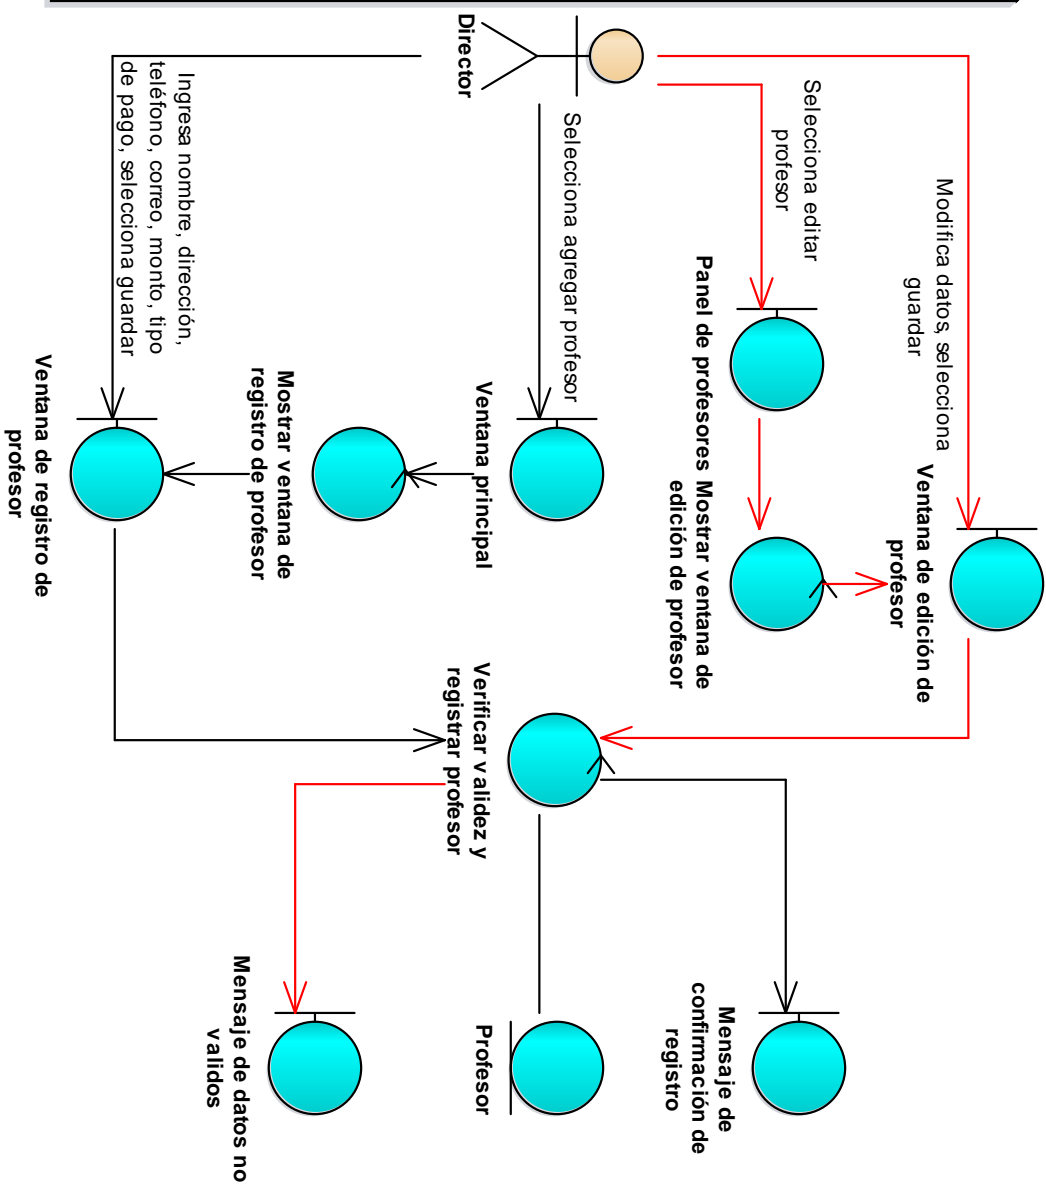 Modifica datos, selecciona
guardar
Ventana de edición de
profesor
Selecciona editar
profesor
Mensaje de
confirmación de
registro
Panel de profesores
Mostrar ventana de
edición de profesor
Selecciona agregar profesor
Director
Ventana principal
Verificar validez y
registrar profesor
Profesor
Mostrar ventana de
registro de profesor
Mensaje de datos no
validos
Ingresa nombre, dirección,
teléfono, correo, monto, tipo
de pago, selecciona guardar
Ventana de registro de
profesor